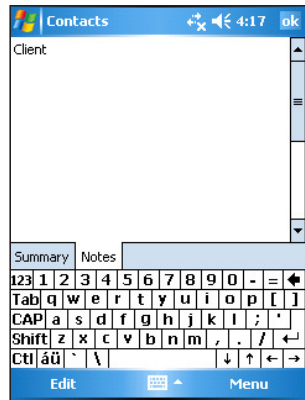 Contacts 4:17 ok
Client
Summary Notes
123 1 2 3 4 5 6 7 8 9 0 - =
Tab q w e r t y u i o p [ ]
CAP a s d f g h j k l ; '
Shift z x c v b n m , . /
Ctl áü ` \
Edit Menu